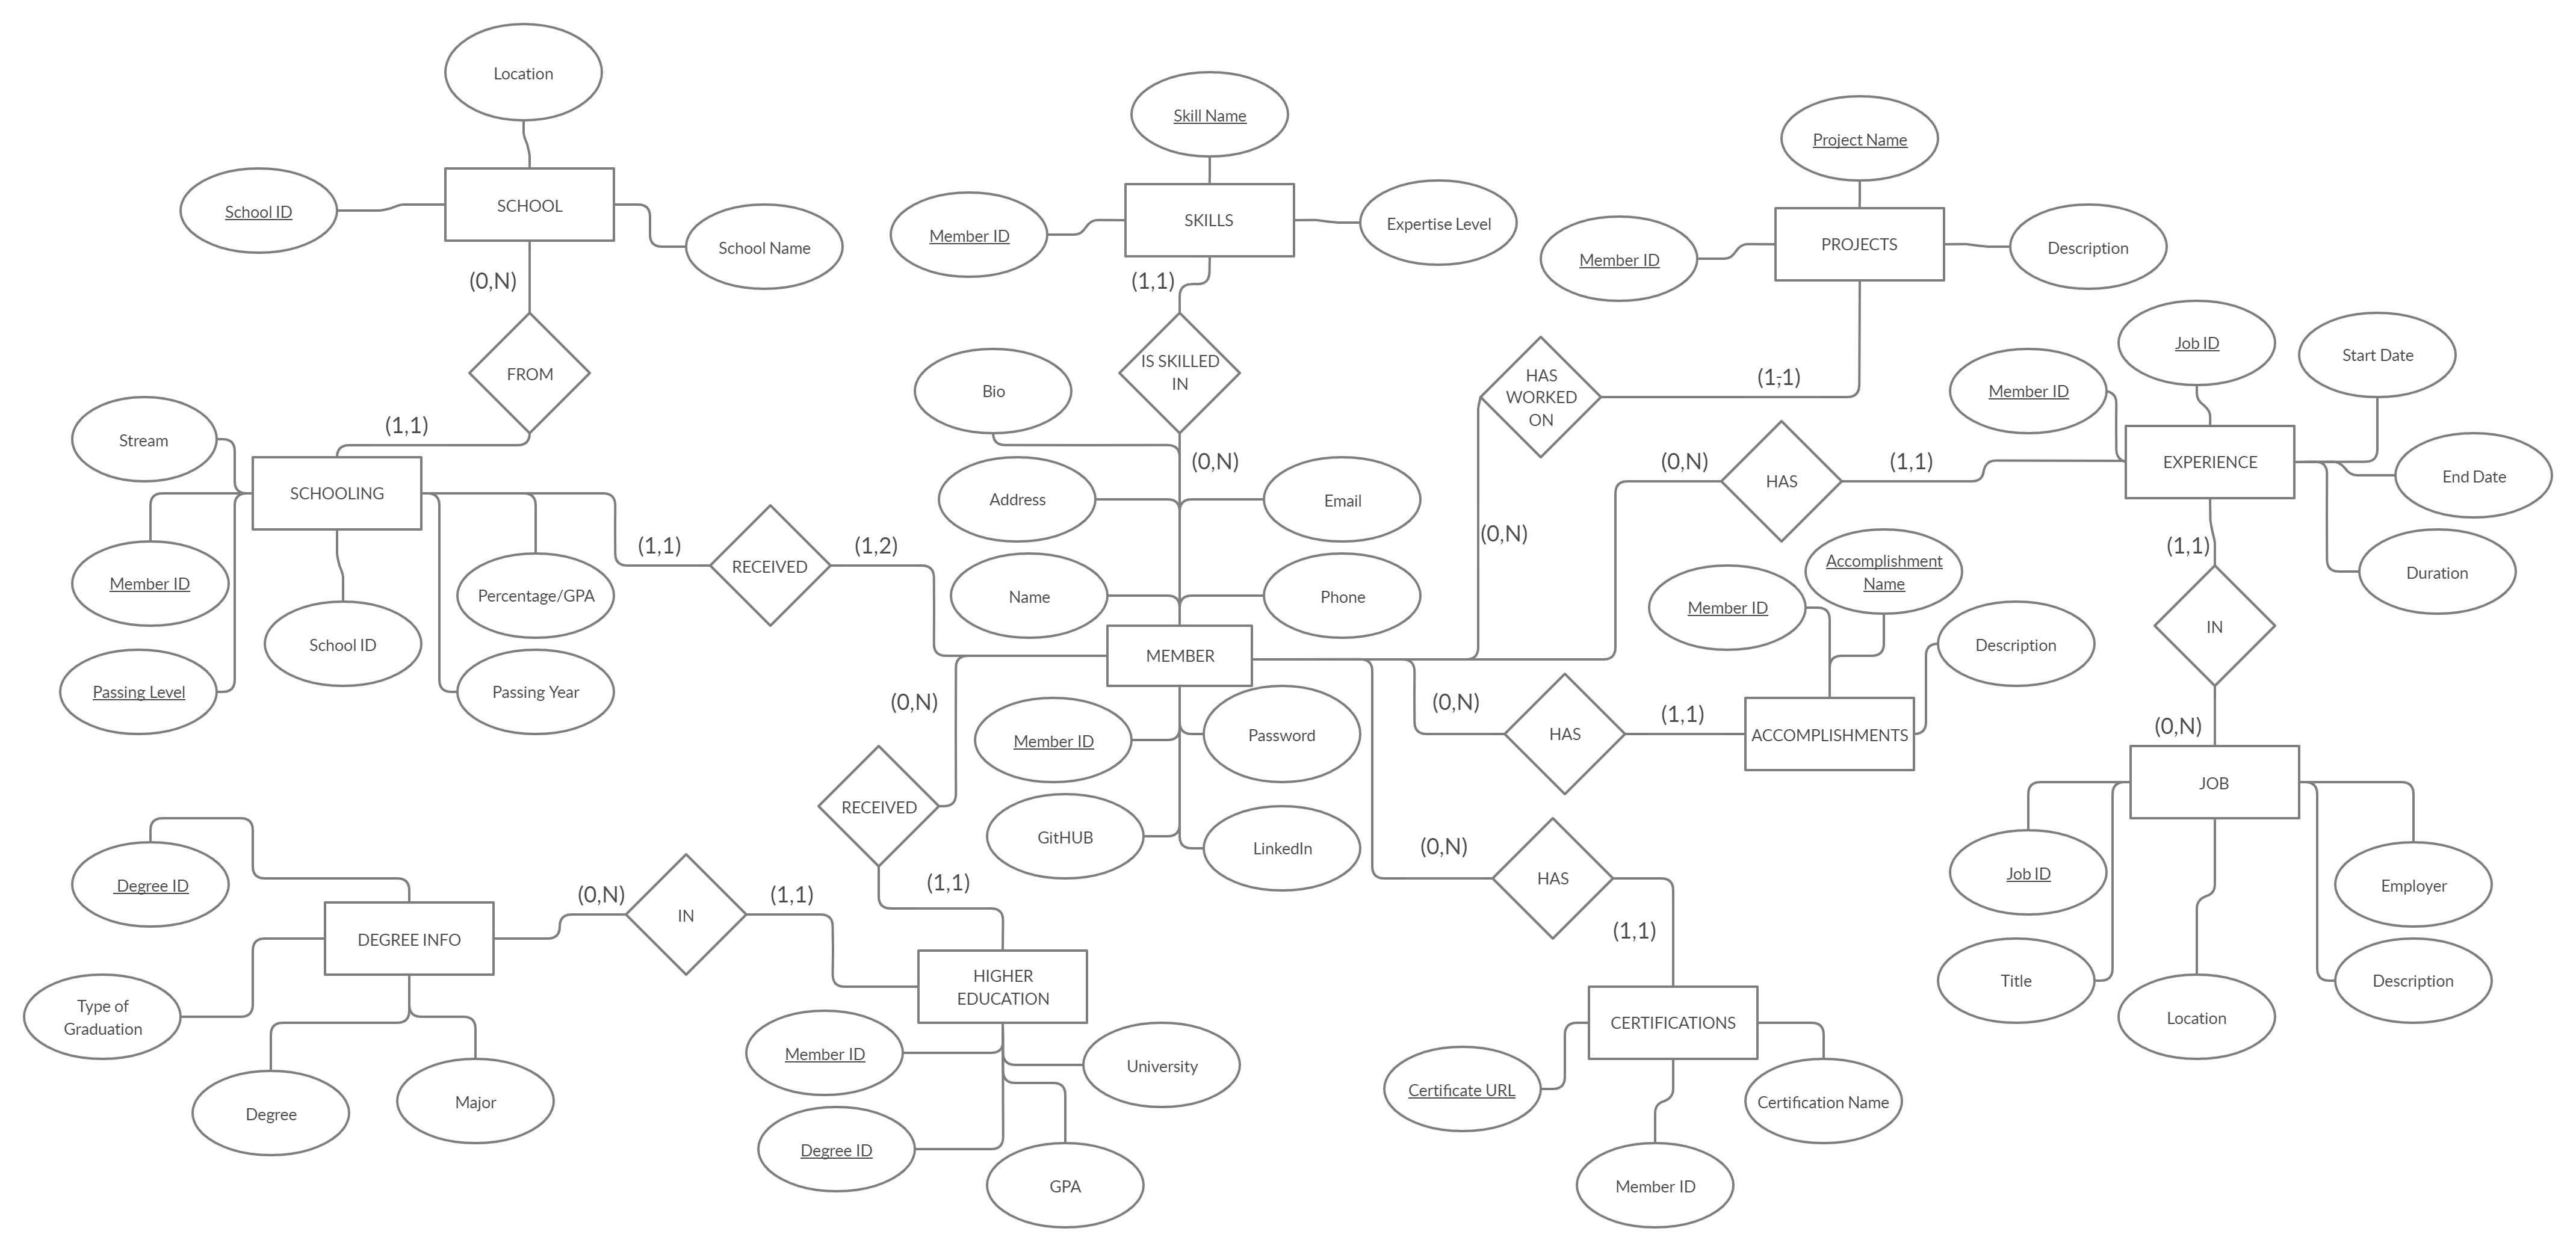 Location
Skill Name
Project Name
School ID
SCHOOL
School Name
Member ID
SKILLS
Expertise Level
Member ID
PROJECTS
Description
(0,N)
(1,1)
FROM
IS SKILLED
IN
Bio
HAS
WORKED
ON
(1,1)
Job ID
Start Date
Member ID
(1,1)
Stream
(0,N)
(0,N)
HAS
(1,1)
EXPERIENCE
End Date
SCHOOLING
Address
Email
(0,N)
(1,1)
RECEIVED
(1,2)
(1,1)
Accomplishment
Name
Duration
Member ID
Percentage/GPA
Name
Phone
Member ID
IN
School ID
MEMBER
Description
Passing Level
Passing Year
(0,N)
Member ID
Password
(0,N)
HAS
(1,1)
ACCOMPLISHMENTS
(0,N)
JOB
RECEIVED
GitHUB
LinkedIn
(0,N)
HAS
Degree ID
(0,N)
IN
(1,1)
(1,1)
Job ID
Employer
DEGREE INFO
(1,1)
HIGHER
EDUCATION
Title
Description
Type of
Graduation
CERTIFICATIONS
Location
Member ID
University
Degree
Major
Certificate URL
Certification Name
Degree ID
GPA
Member ID